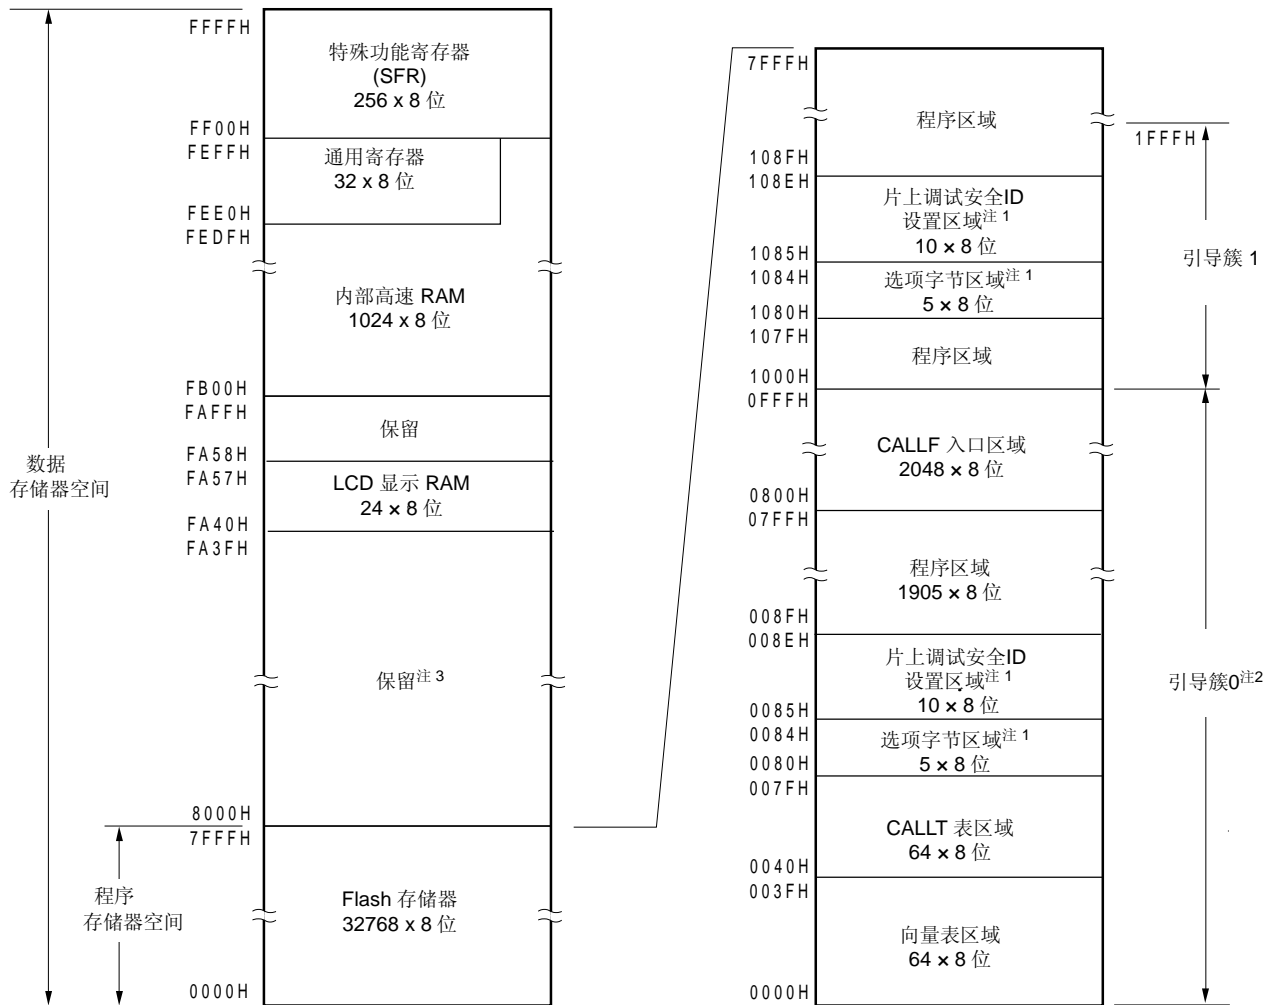 FFFFH
特殊功能寄存器
(SFR)
256 x 8 位
FF00H
FEFFH
通用寄存器
32 x 8 位
FEE0H
FEDFH
内部高速 RAM
1024 x 8 位
FB00H
FAFFH
保留
FA58H
FA57H
LCD 显示 RAM
24 × 8 位
FA40H
FA3FH
数据
存储器空间
保留注 3
8000H
7FFFH
程序
存储器空间
Flash 存储器
32768 x 8 位
0000H
7FFFH
程序区域
1FFFH
108FH
108EH
片上调试安全ID
设置区域注 1
10 × 8 位
1085H
1084H
选项字节区域注 1
5 × 8 位
1080H
107FH
程序区域
1000H
引导簇 1
0FFFH
CALLF 入口区域
2048 × 8 位
0800H
07FFH
程序区域
1905 × 8 位
008FH
008EH
片上调试安全ID
设置区域注 1
10 × 8 位
引导簇0注2
0085H
0084H
选项字节区域注 1
5 × 8 位
0080H
007FH
CALLT 表区域
64 × 8 位
0040H
003FH
向量表区域
64 × 8 位
0000H